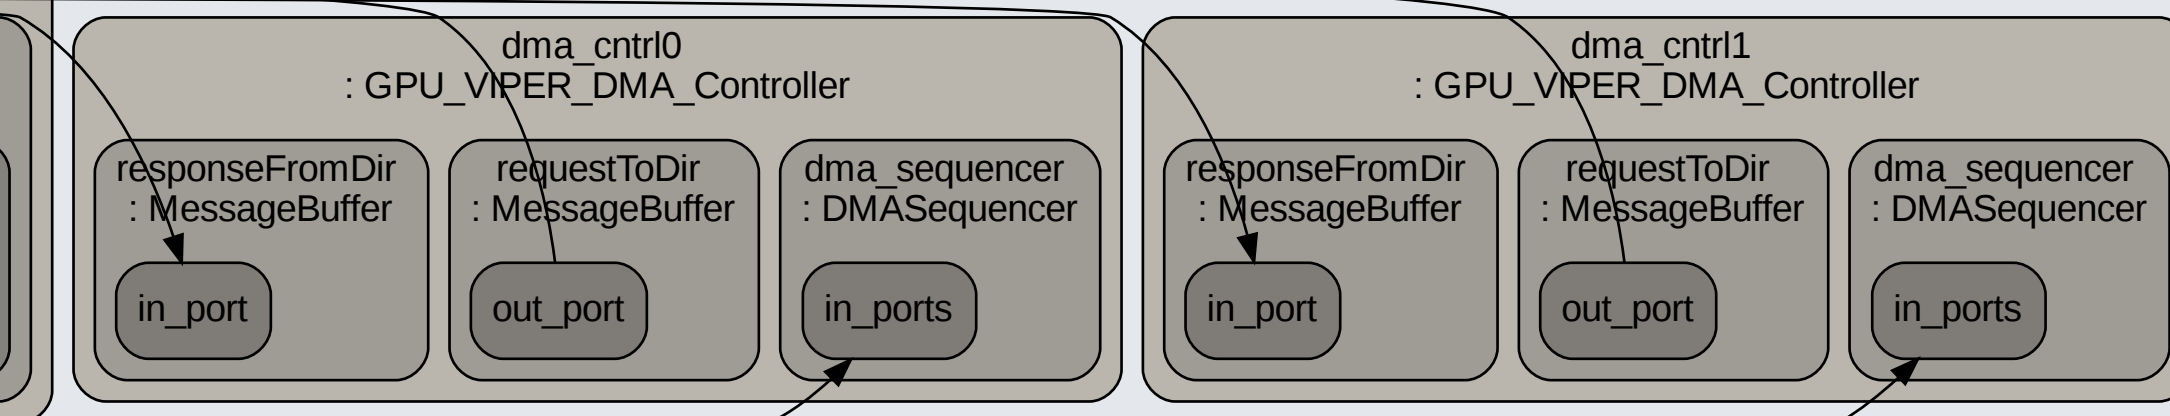 dma_cntrl0
: GPU_VIPER_DMA_Controller
responseFromDir
: MessageBuffer
in_port
requestToDir
: MessageBuffer
out_port
dma_sequencer
: DMASequencer
in_ports
dma_cntrl1
: GPU_VIPER_DMA_Controller
responseFromDir
: MessageBuffer
in_port
requestToDir
: MessageBuffer
out_port
dma_sequencer
: DMASequencer
in_ports